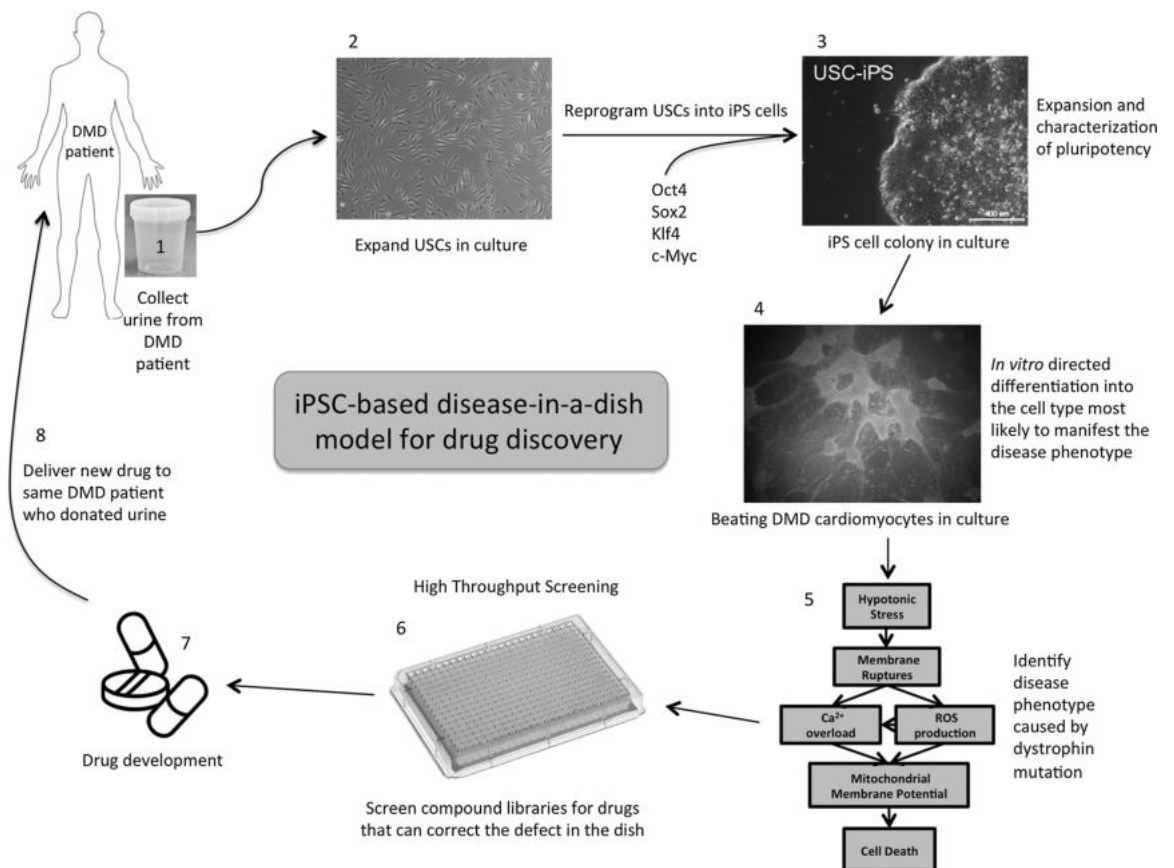 DMD
patient
1
Collect
urine from
DMD
patient
2
Expand USCs in culture
Reprogram USCs into iPS cells
Oct4
Sox2
Klf4
c-Myc
3
USC-iPS
400 um
iPS cell colony in culture
Expansion and
characterization
of pluripotency
4
In vitro directed
differentiation into
the cell type most
likely to manifest the
disease phenotype
Beating DMD cardiomyocytes in culture
iPSC-based disease-in-a-dish
model for drug discovery
5
Hypotonic
Stress
Membrane
Ruptures
Ca²⁺
overload
ROS
production
Mitochondrial
Membrane Potential
Cell Death
Identify
disease
phenotype
caused by
dystrophin
mutation
High Throughput Screening
6
Screen compound libraries for drugs
that can correct the defect in the dish
7
Drug development
8
Deliver new drug to
same DMD patient
who donated urine